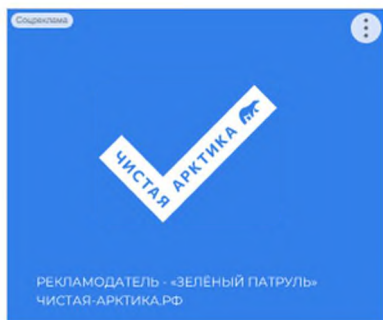 Соцреклама
ЧИСТАЯ АРКТИКА
РЕКЛАМОДАТЕЛЬ - «ЗЕЛЁНЫЙ ПАТРУЛЬ»
ЧИСТАЯ-АРКТИКА.РФ